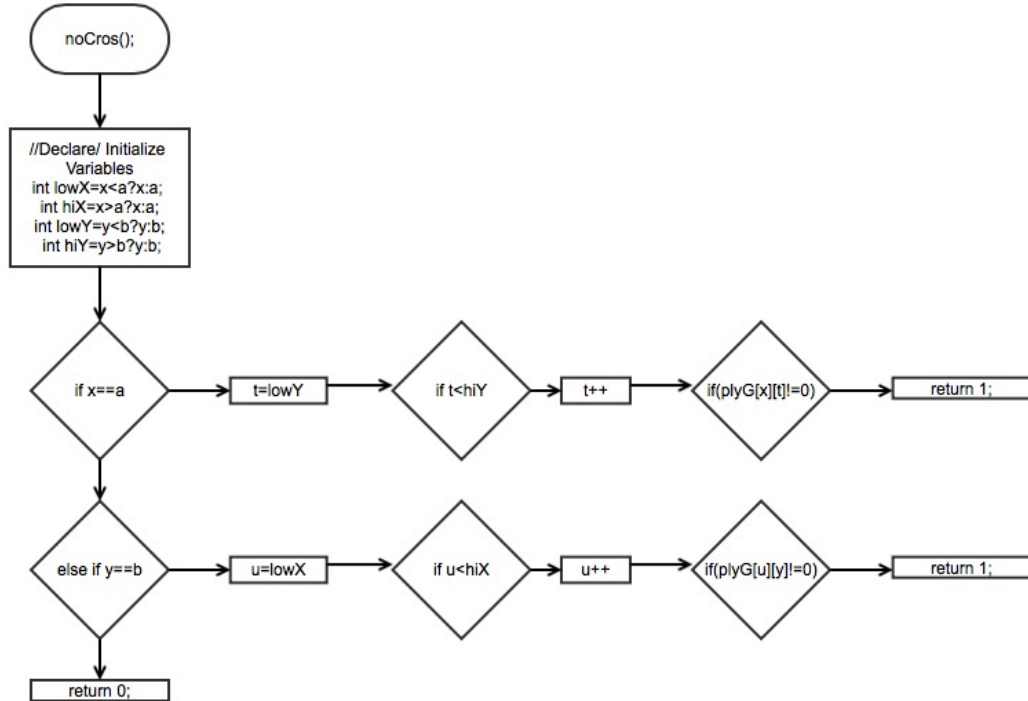 noCros();
//Declare/ Initialize
Variables
int lowX=x<a?x:a;
int hiX=x>a?x:a;
int lowY=y<b?y:b;
int hiY=y>b?y:b;
if x==a
t=lowY
if t<hiY
t++
if(plyG[x][t]!=0)
return 1;
else if y==b
u=lowX
if u<hiX
u++
if(plyG[u][y]!=0)
return 1;
return 0;